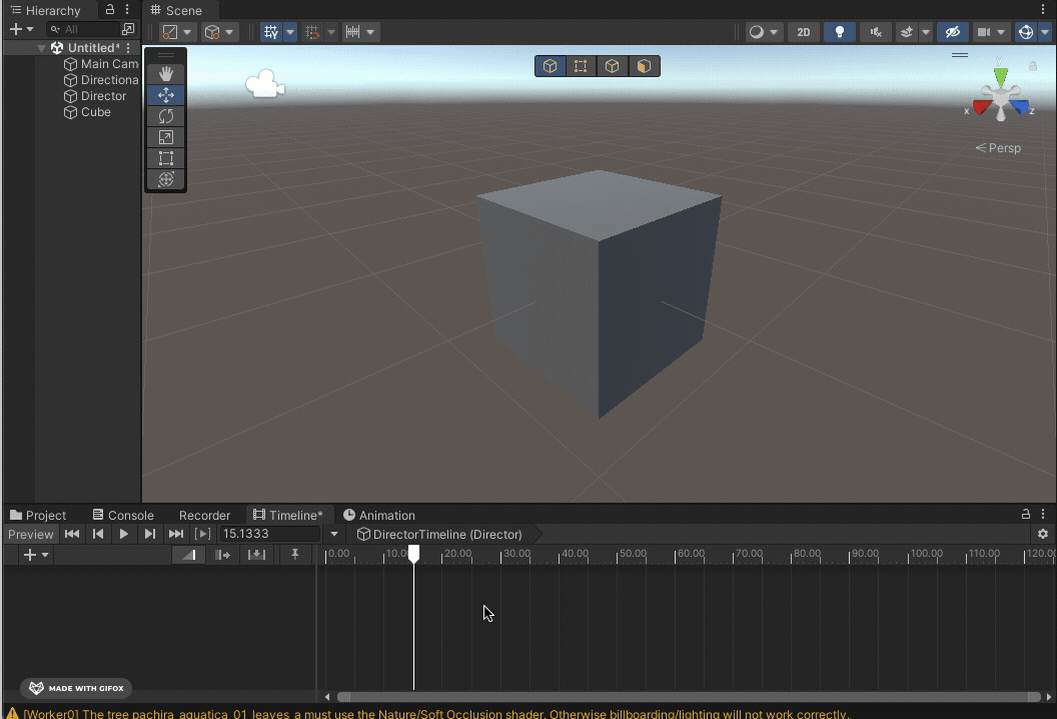 Hierarchy
Scene
All
2D
Untitled*
Main Cam
Directiona
Director
Cube
y
x
z
Persp
Project Console Recorder Timeline* Animation
Preview 15.1333 DirectorTimeline (Director)
0.00 10.00 20.00 30.00 40.00 50.00 60.00 70.00 80.00 90.00 100.00 110.00 120.0
MADE WITH GIFOX
[Worker0] The tree pachira_aquatica_01_leaves_a must use the Nature/Soft Occlusion shader. Otherwise billboarding/lighting will not work correctly.